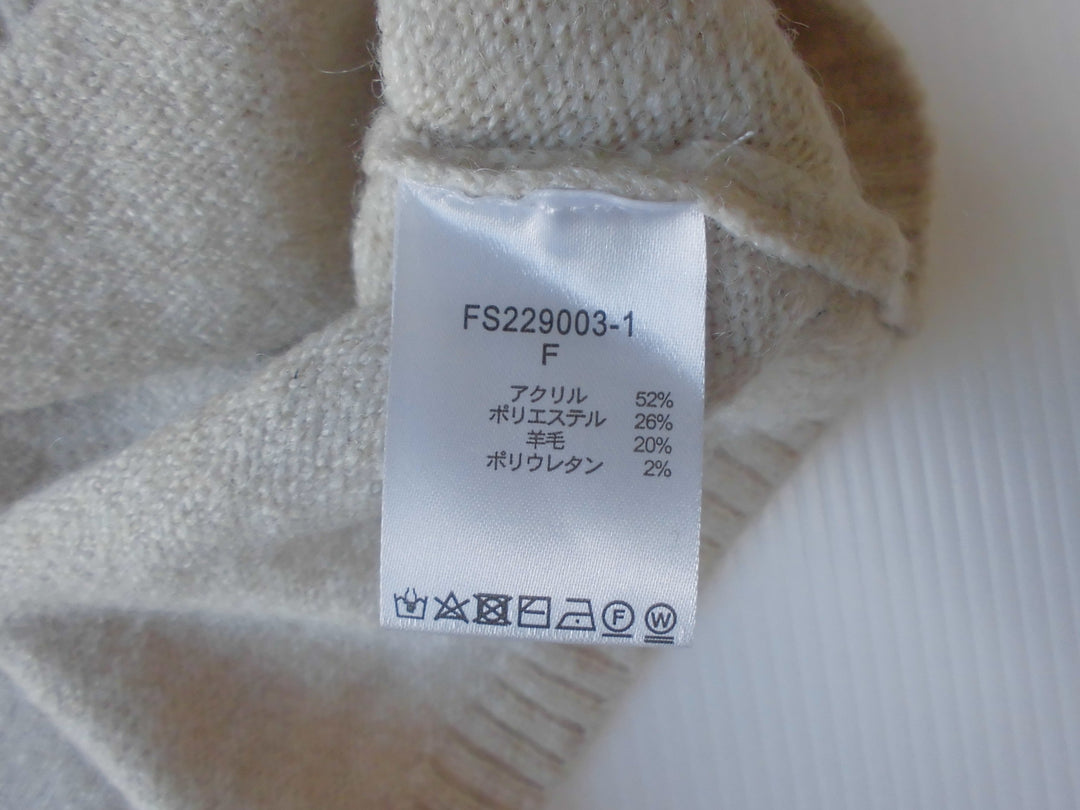 FS229003-1
F
アクリル 52%
ポリエステル 26%
羊毛 20%
ポリウレタン 2%
F W